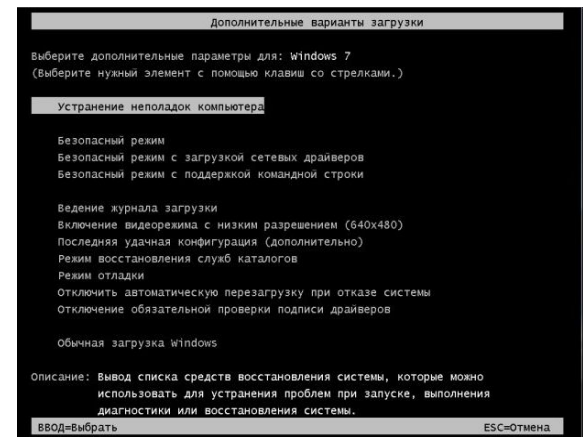 Дополнительные варианты загрузки
Выберите дополнительные параметры для: Windows 7
(Выберите нужный элемент с помощью клавиш со стрелками.)
Устранение неполадок компьютера
Безопасный режим
Безопасный режим с загрузкой сетевых драйверов
Безопасный режим с поддержкой командной строки
Ведение журнала загрузки
Включение видеорежима с низким разрешением (640x480)
Последняя удачная конфигурация (дополнительно)
Режим восстановления служб каталогов
Режим отладки
Отключить автоматическую перезагрузку при отказе системы
Отключение обязательной проверки подписи драйверов
Обычная загрузка Windows
Описание: Вывод списка средств восстановления системы, которые можно
использовать для устранения проблем при запуске, выполнения
диагностики или восстановления системы.
ВВОД=Выбрать ESC=Отмена